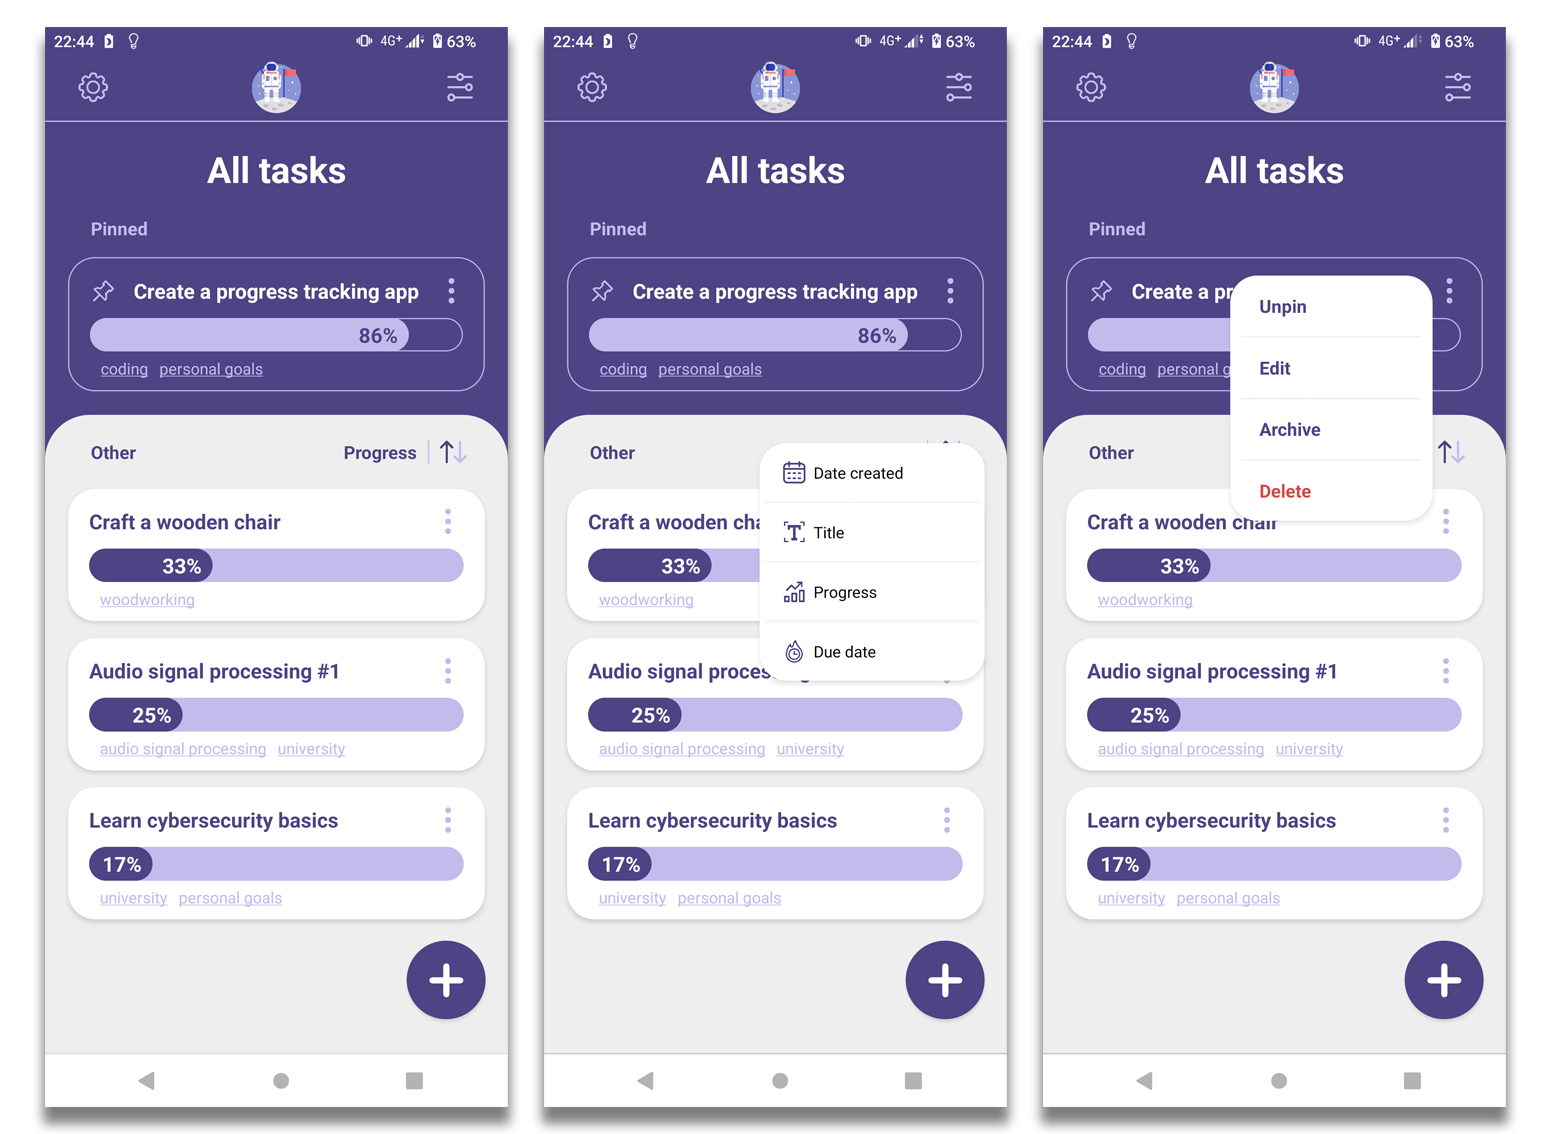 22:44 4G+ 63%
All tasks
Pinned
Create a progress tracking app
86%
coding personal goals
Other Progress
Craft a wooden chair
33%
woodworking
Audio signal processing #1
25%
audio signal processing university
Learn cybersecurity basics
17%
university personal goals
22:44 4G+ 63%
All tasks
Pinned
Create a progress tracking app
86%
coding personal goals
Other
Date created
Title
Progress
Due date
Craft a wooden cha
33%
woodworking
Audio signal proces
25%
audio signal processing university
Learn cybersecurity basics
17%
university personal goals
22:44 4G+ 63%
All tasks
Pinned
Create a pr
coding personal g
Unpin
Edit
Archive
Delete
Other
Craft a wooden chair
33%
woodworking
Audio signal processing #1
25%
audio signal processing university
Learn cybersecurity basics
17%
university personal goals